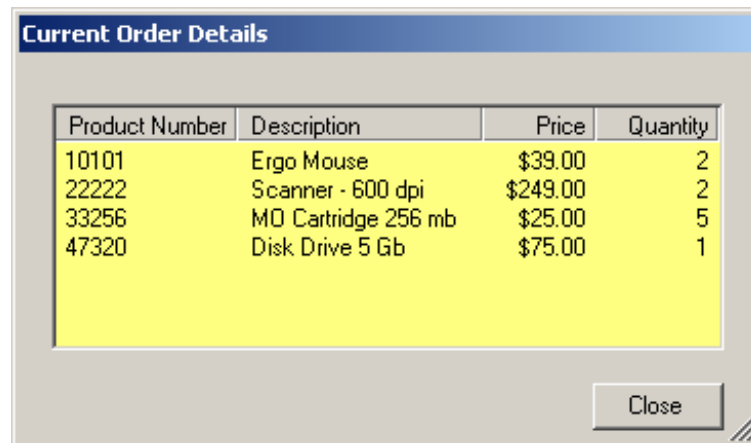 Current Order Details
Product Number Description Price Quantity
10101 Ergo Mouse $39.00 2
22222 Scanner - 600 dpi $249.00 2
33256 MO Cartridge 256 mb $25.00 5
47320 Disk Drive 5 Gb $75.00 1
Close